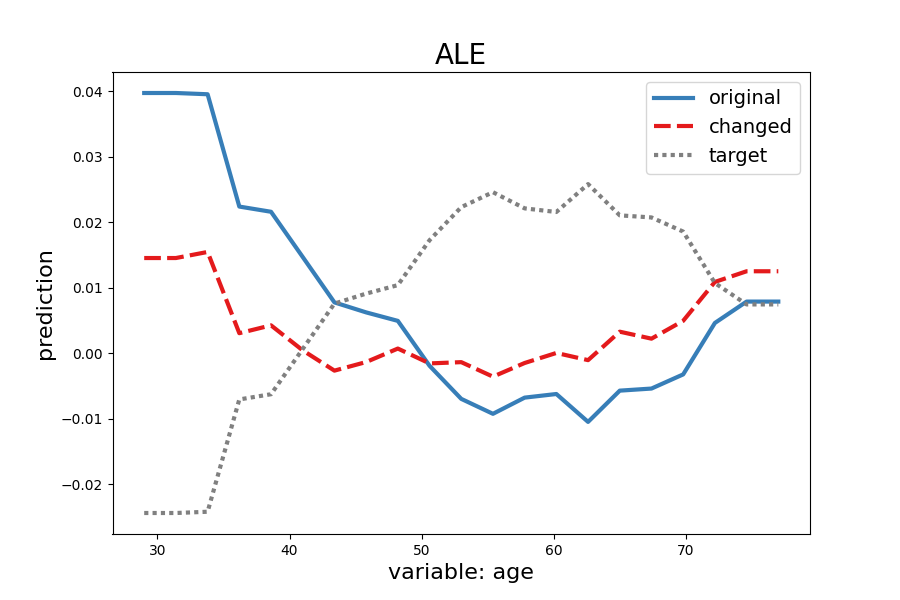 ALE
original
changed
target
0.04
0.03
0.02
0.01
0.00
−0.01
−0.02
prediction
30 40 50 60 70
variable: age